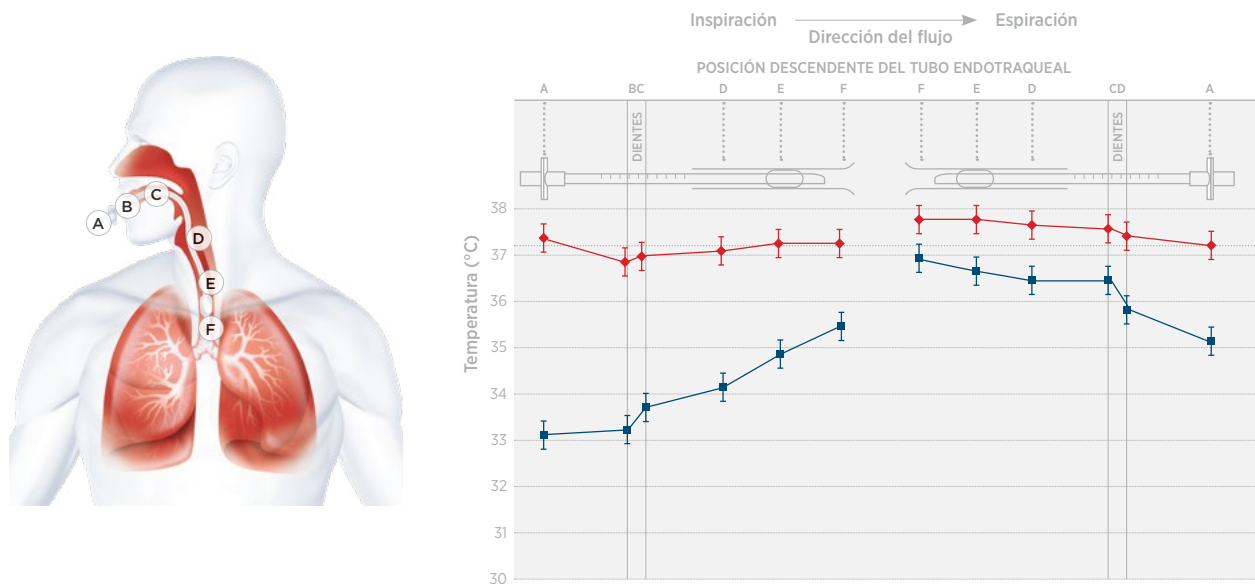 Inspiración Espiración
Dirección del flujo
POSICIÓN DESCENDENTE DEL TUBO ENDOTRAQUEAL
A BC D E F F E D CD A
DIENTES DIENTES
A
B
C
D
E
F
Temperatura (°C)
38
37
36
35
34
33
32
31
30